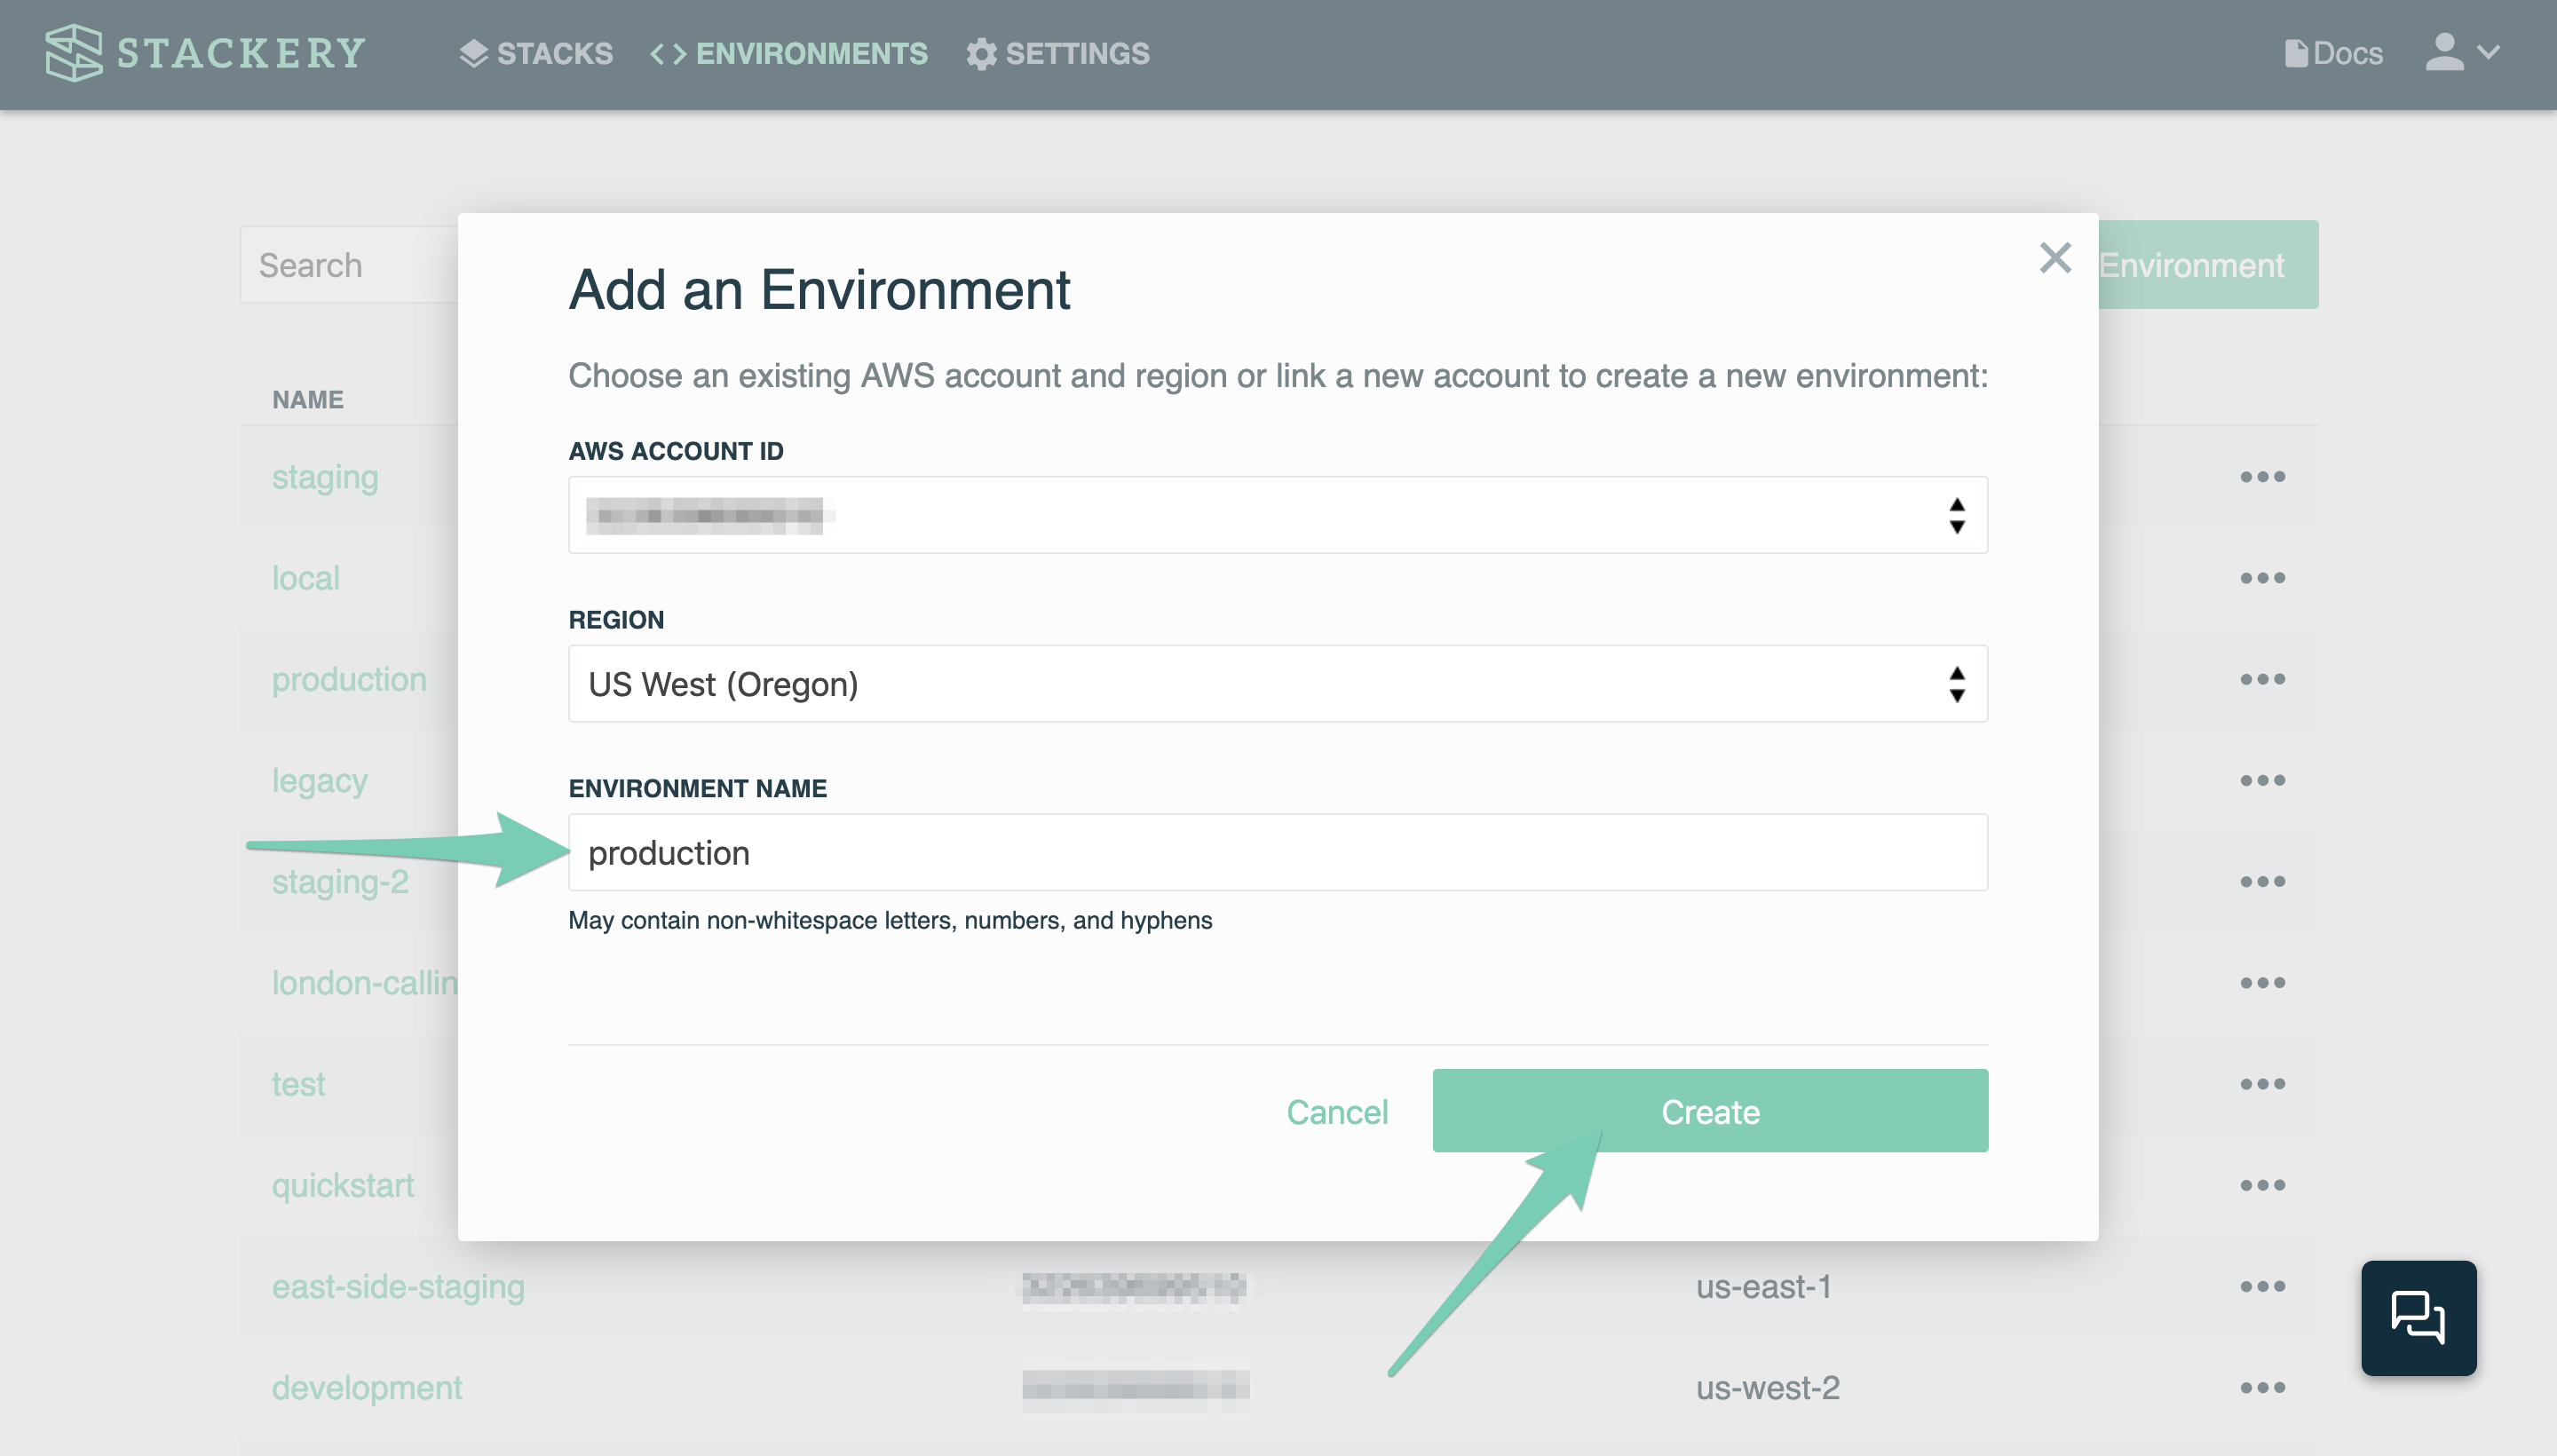 STACKERY STACKS ENVIRONMENTS SETTINGS Docs
Search
Environment
Add an Environment
Choose an existing AWS account and region or link a new account to create a new environment:
NAME
AWS ACCOUNT ID
staging
local
REGION
US West (Oregon)
production
legacy
ENVIRONMENT NAME
production
staging-2
May contain non-whitespace letters, numbers, and hyphens
london-callin
test
Cancel Create
quickstart
east-side-staging us-east-1
development us-west-2